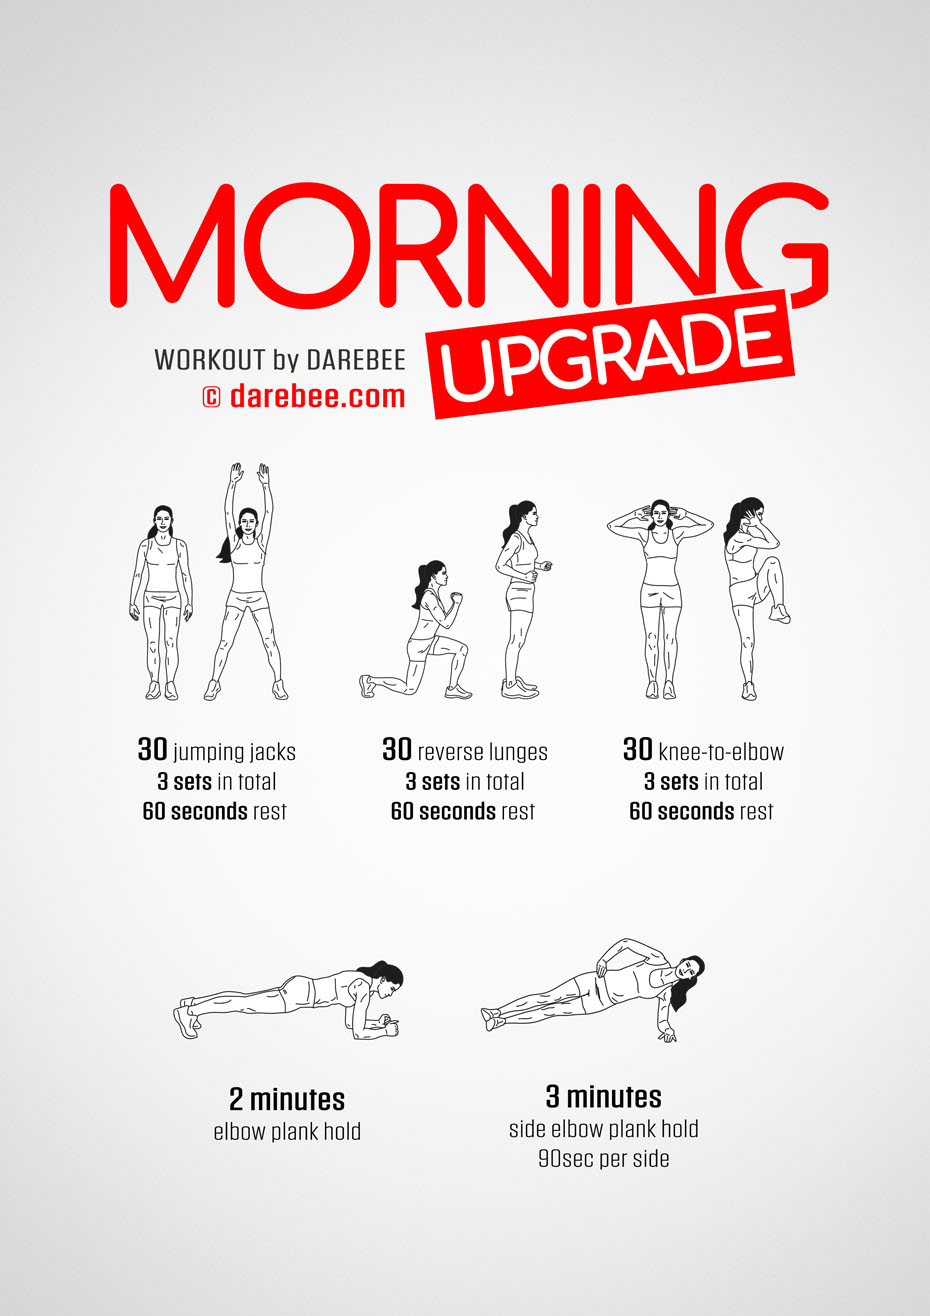 MORNING
UPGRADE
WORKOUT by DAREBEE
© darebee.com
30 jumping jacks
3 sets in total
60 seconds rest
30 reverse lunges
3 sets in total
60 seconds rest
30 knee-to-elbow
3 sets in total
60 seconds rest
2 minutes
elbow plank hold
3 minutes
side elbow plank hold
90sec per side